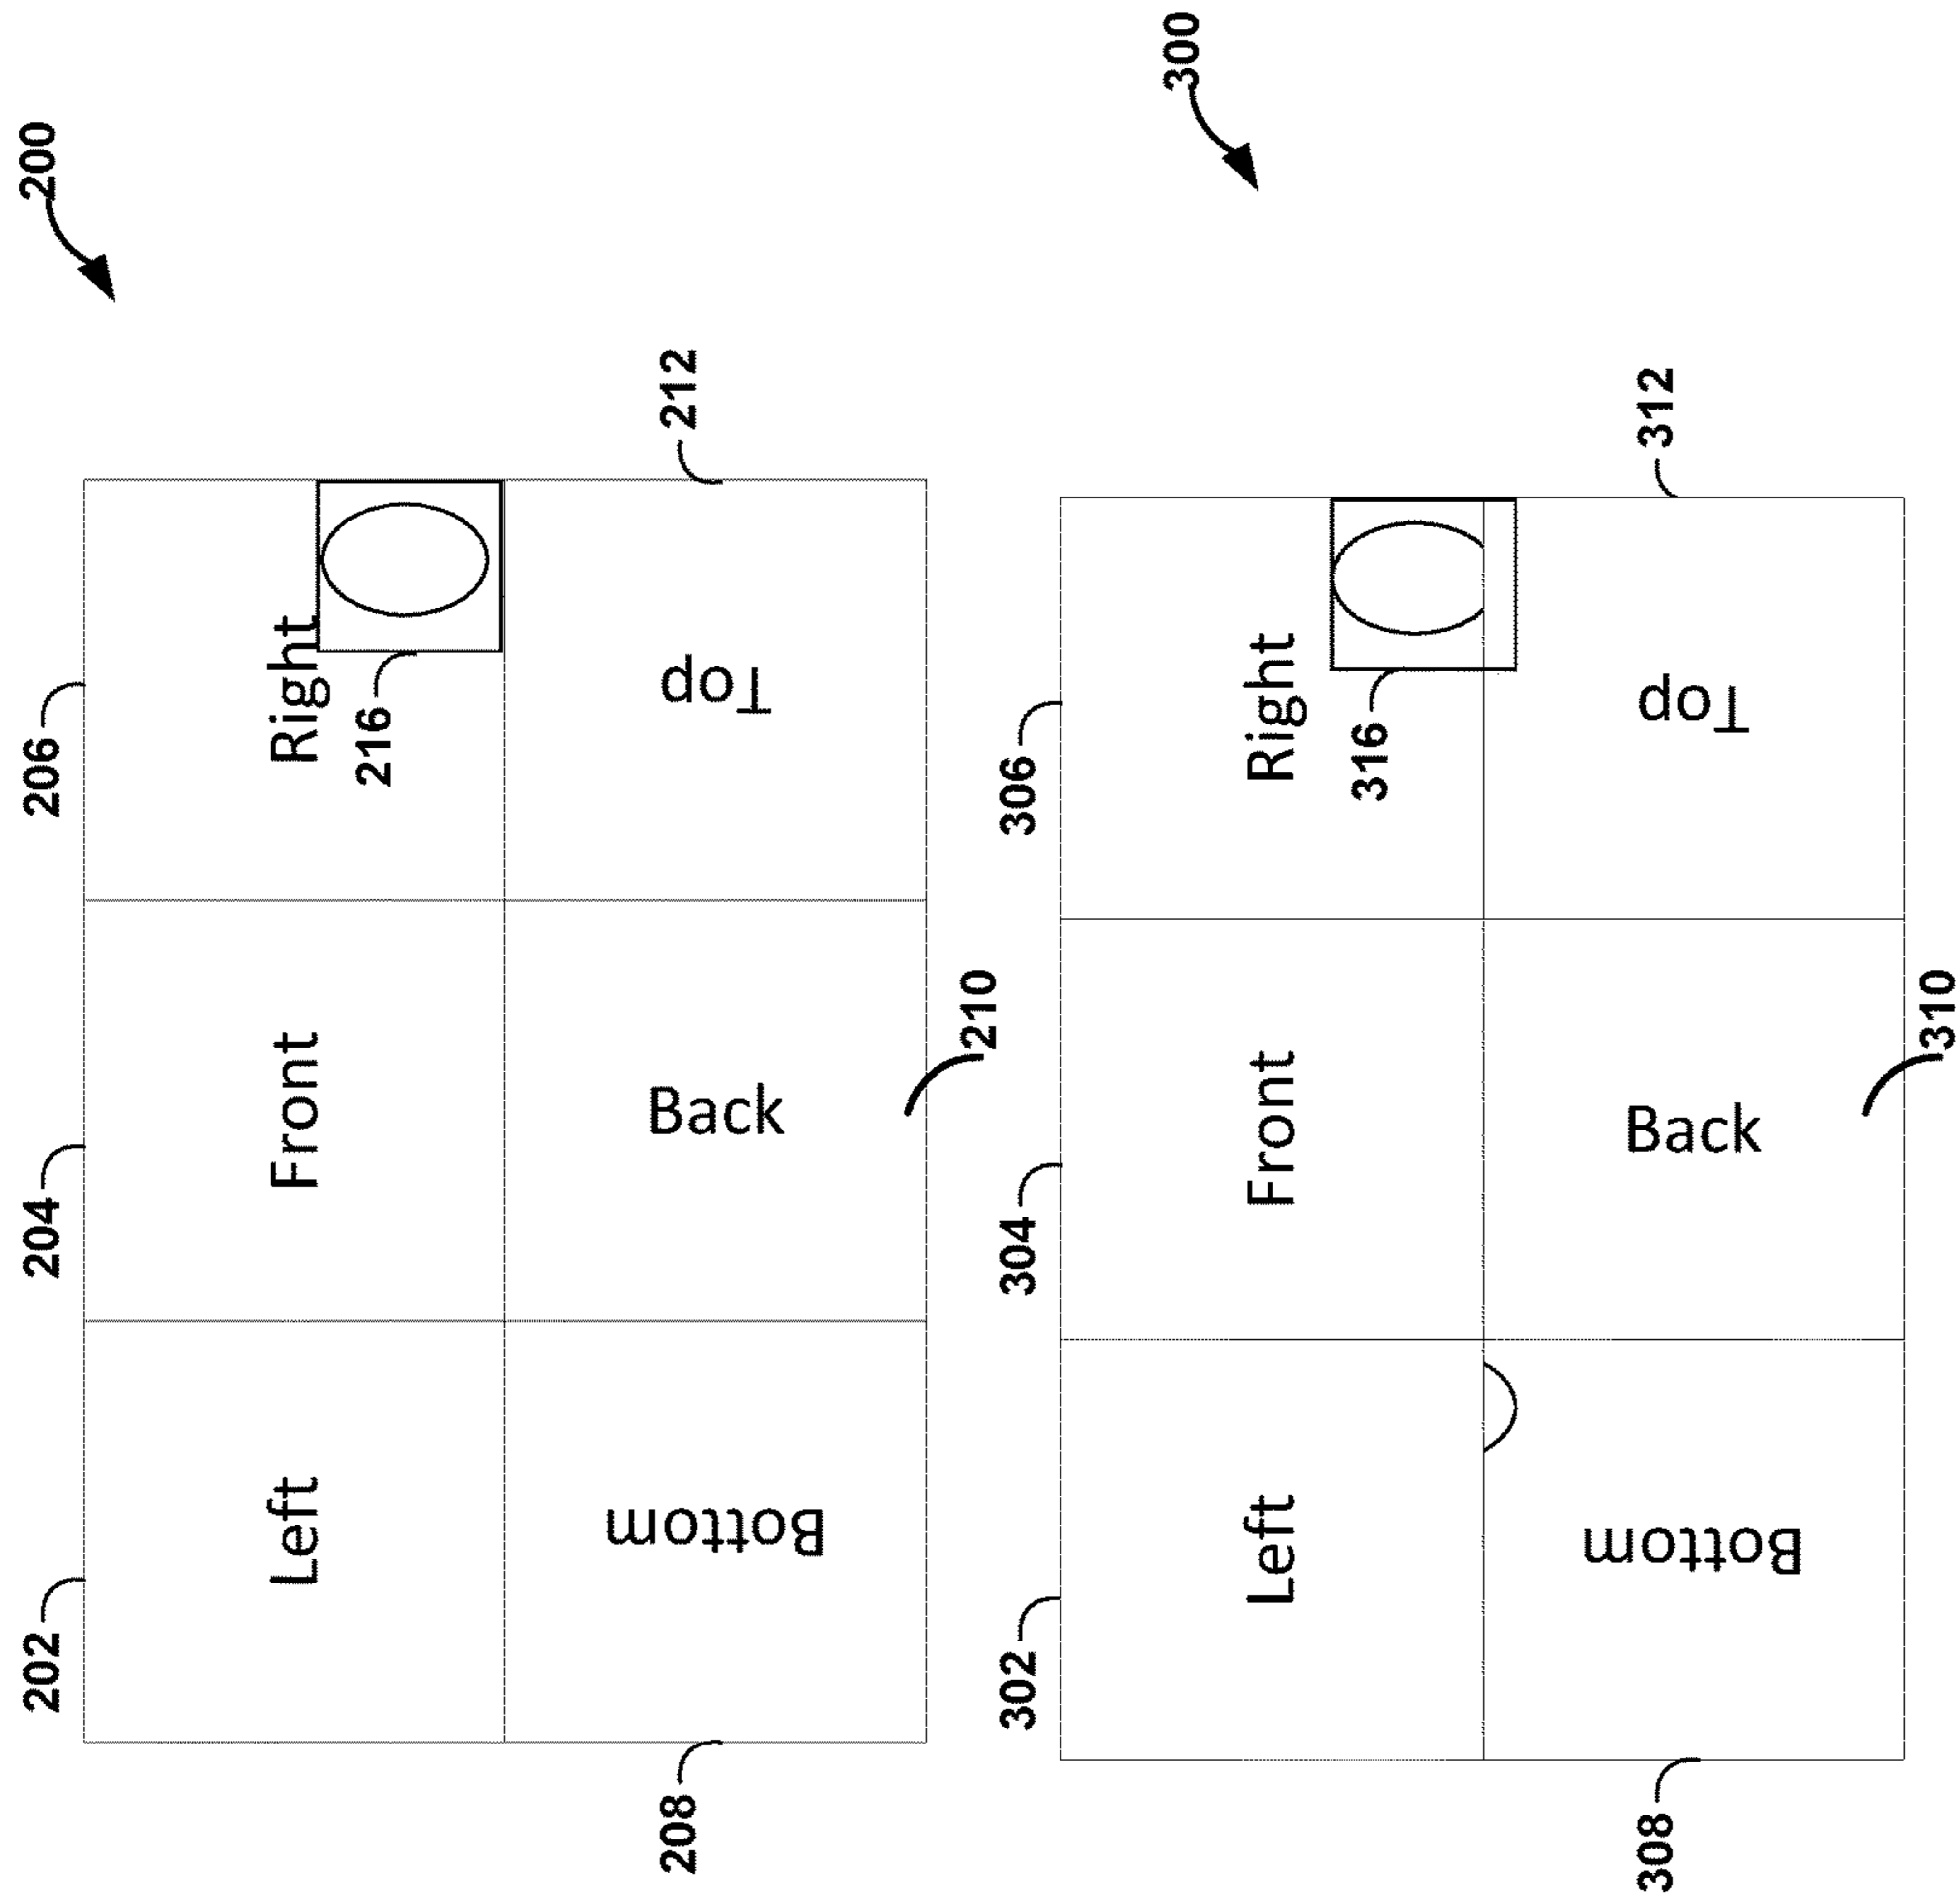 200
202
204
206
Left
Front
Right
216
208
Bottom
Back
Top
212
210
300
302
304
306
Left
Front
Right
316
308
Bottom
Back
Top
312
310